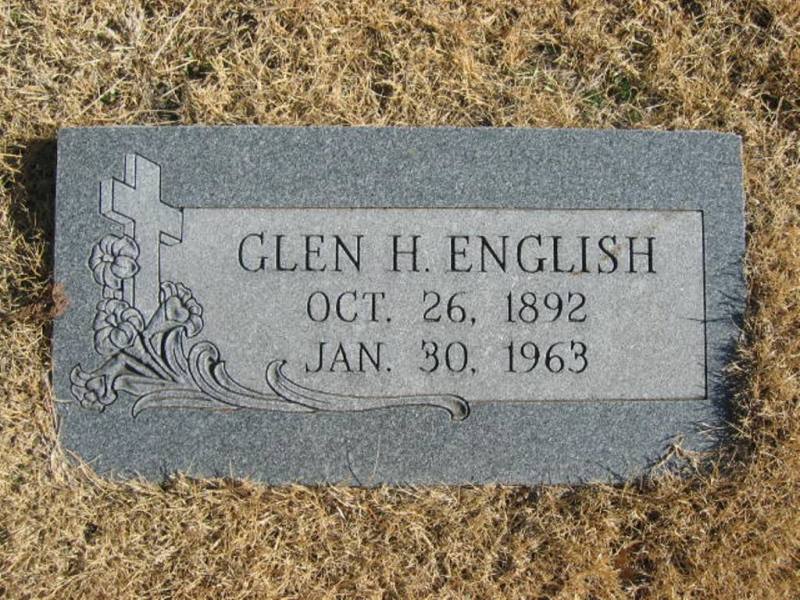 GLEN H. ENGLISH
OCT. 26, 1892
JAN. 30, 1963